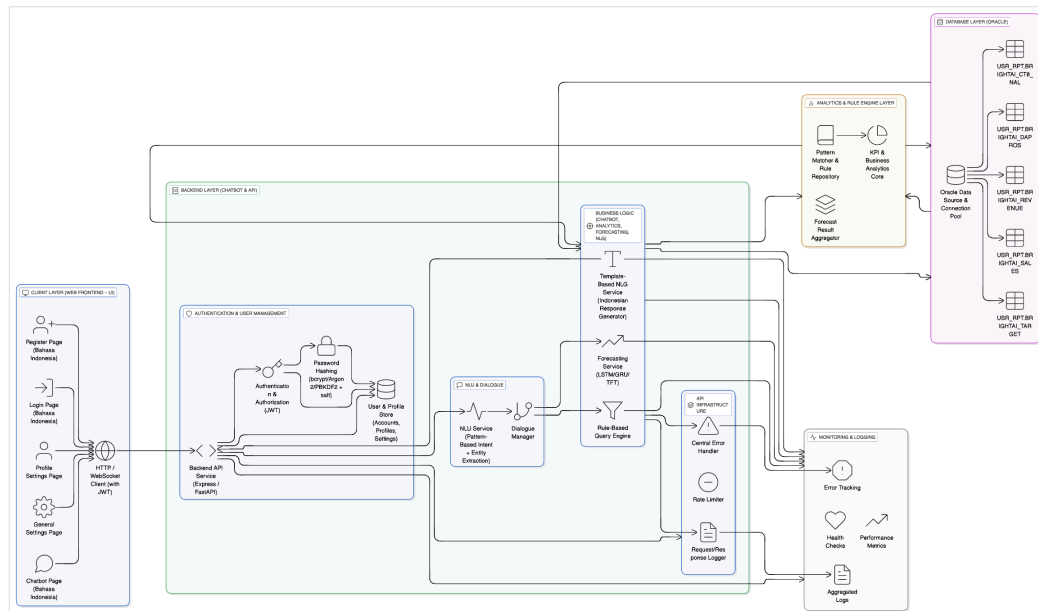 DATABASE LAYER (ORACLE)
USR_RPT.BR
IGHTAI_CT0_
NAL
USR_RPT.BR
IGHTAI_DAP
ROS
Oracle Data
Source &
Connection
Pool
USR_RPT.BR
IGHTAI_REV
ENUE
USR_RPT.BR
IGHTAI_SAL
ES
USR_RPT.BR
IGHTAI_TAR
GET
ANALYTICS & RULE ENGINE LAYER
Pattern
Matcher &
Rule
Repository
KPI &
Business
Analytics
Core
Forecast
Result
Aggregator
BACKEND LAYER (CHATBOT & API)
BUSINESS LOGIC
(CHATBOT,
ANALYTICS,
FORECASTING,
NLG)
Template-
Based NLG
Service
(Indonesian
Response
Generator)
Forecasting
Service
(LSTM/GRU/
TFT)
Rule-Based
Query Engine
CLIENT LAYER (WEB FRONTEND – UI)
Register Page
(Bahasa
Indonesia)
Login Page
(Bahasa
Indonesia)
Profile
Settings Page
General
Settings Page
Chatbot Page
(Bahasa
Indonesia)
HTTP /
WebSocket
Client (with
JWT)
AUTHENTICATION & USER MANAGEMENT
Password
Hashing
(bcrypt/Argon
2/PBKDF2 +
salt)
Authenticatio
n &
Authorization
(JWT)
User & Profile
Store
(Accounts,
Profiles,
Settings)
Backend API
Service
(Express /
FastAPI)
NLU & DIALOGUE
NLU Service
(Pattern-
Based Intent
+ Entity
Extraction)
Dialogue
Manager
API
INFRASTRUCT
URE
Central Error
Handler
Rate Limiter
Request/Res
ponse Logger
MONITORING & LOGGING
Error Tracking
Health
Checks
Performance
Metrics
Aggregated
Logs